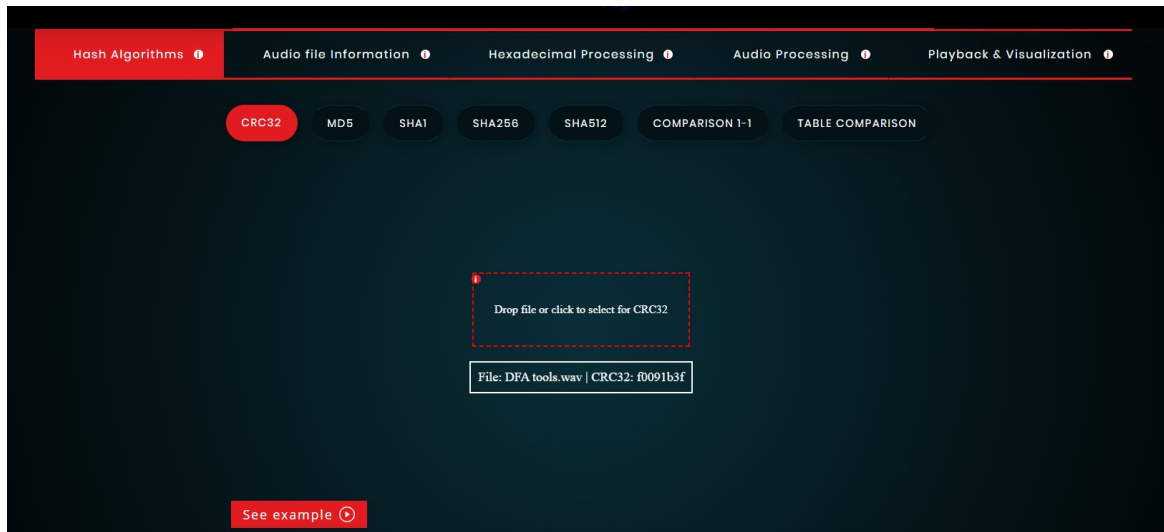 Hash Algorithms Audio file Information Hexadecimal Processing Audio Processing Playback & Visualization
CRC32 MD5 SHA1 SHA256 SHA512 COMPARISON 1-1 TABLE COMPARISON
Drop file or click to select for CRC32
File: DFA tools.wav | CRC32: f0091b3f
See example